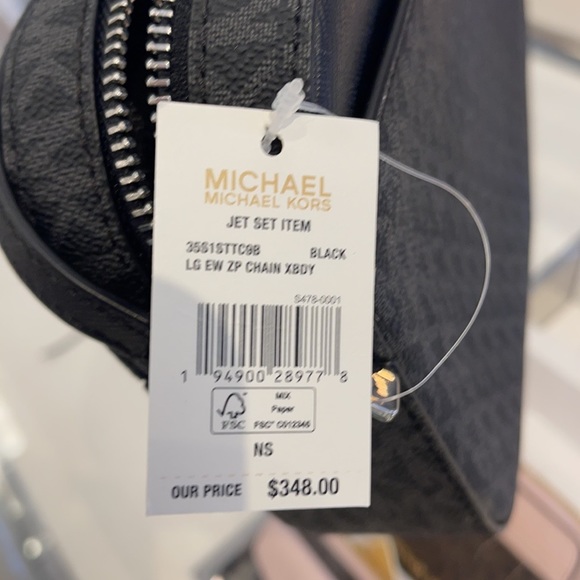 MICHAEL
MICHAEL KORS
JET SET ITEM
35S1STTC9B BLACK
LG EW ZP CHAIN XBDY
S478-0001
1 94900 28977 8
MIX
Paper
FSC
FSC™ C012346
NS
OUR PRICE $348.00